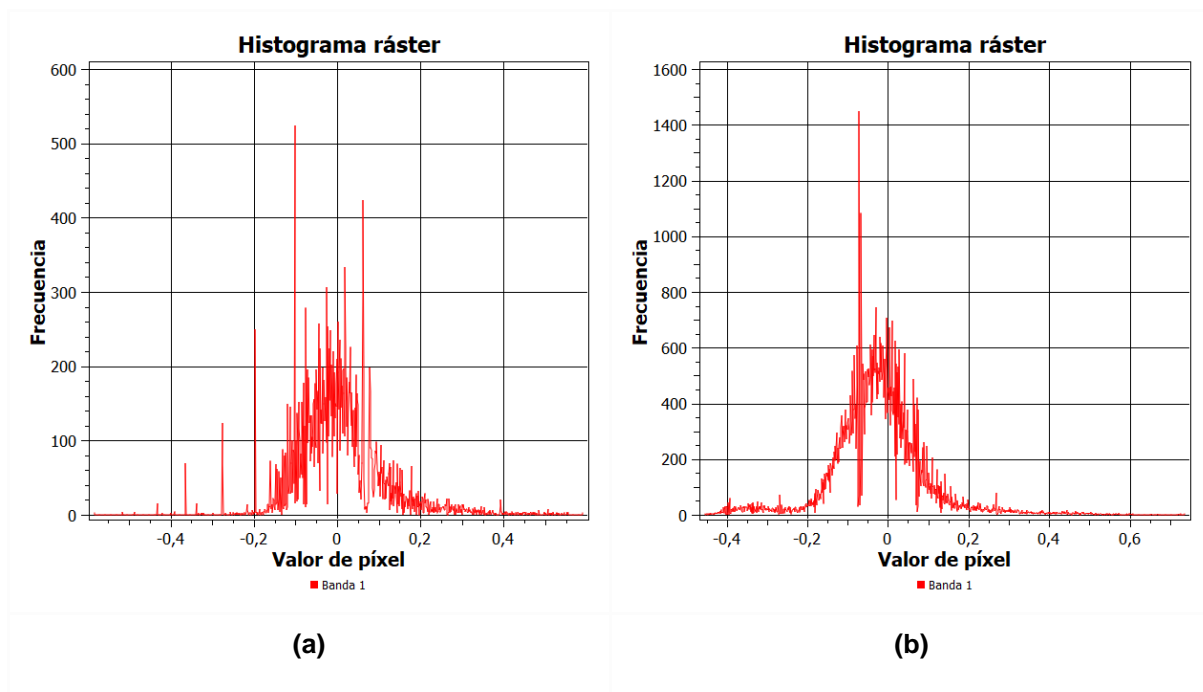 Histograma ráster
600
500
400
300
200
100
0
Frecuencia
-0,4
-0,2
0
0,2
0,4
Valor de píxel
Banda 1
(a)
Histograma ráster
1600
1400
1200
1000
800
600
400
200
0
Frecuencia
-0,4
-0,2
0
0,2
0,4
0,6
Valor de píxel
Banda 1
(b)